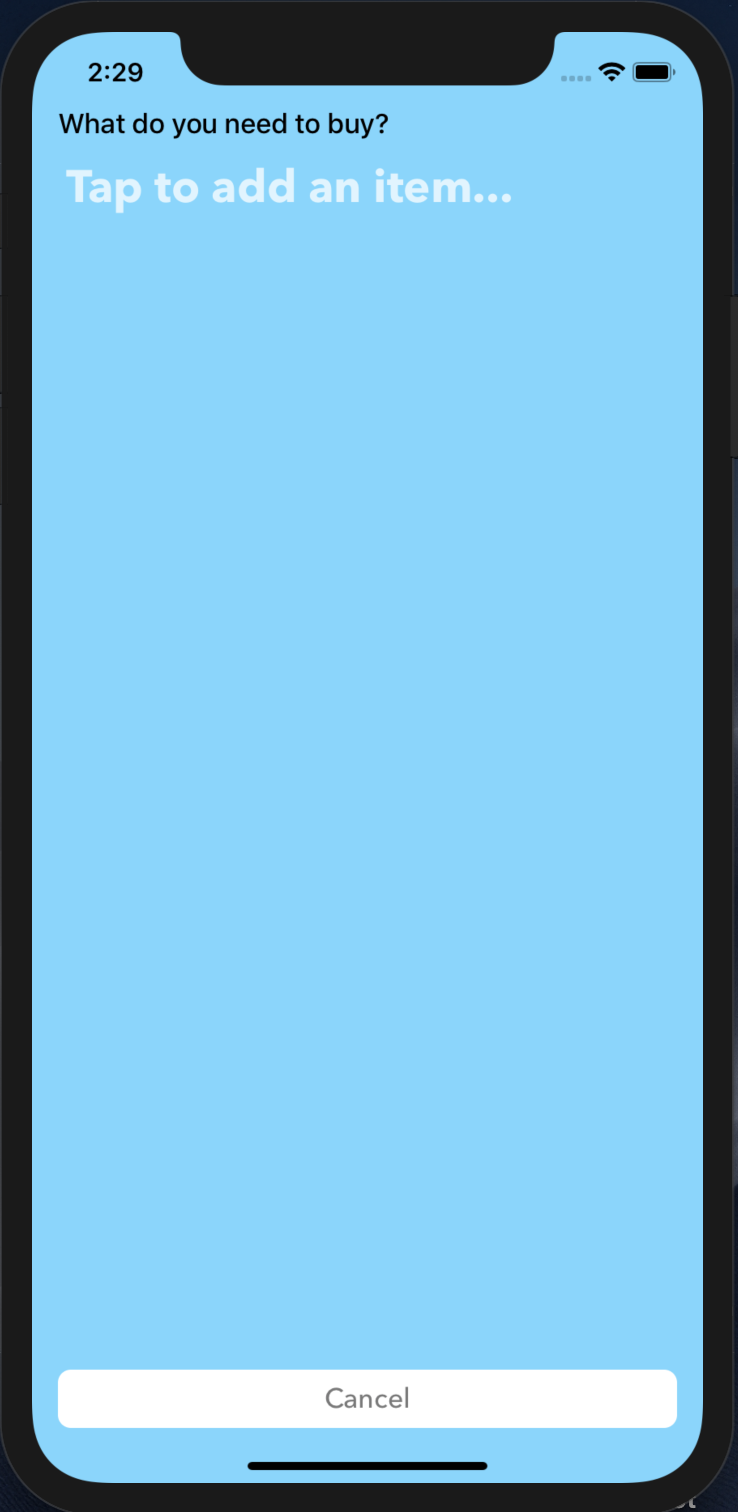 2:29
What do you need to buy?
Tap to add an item...
Cancel